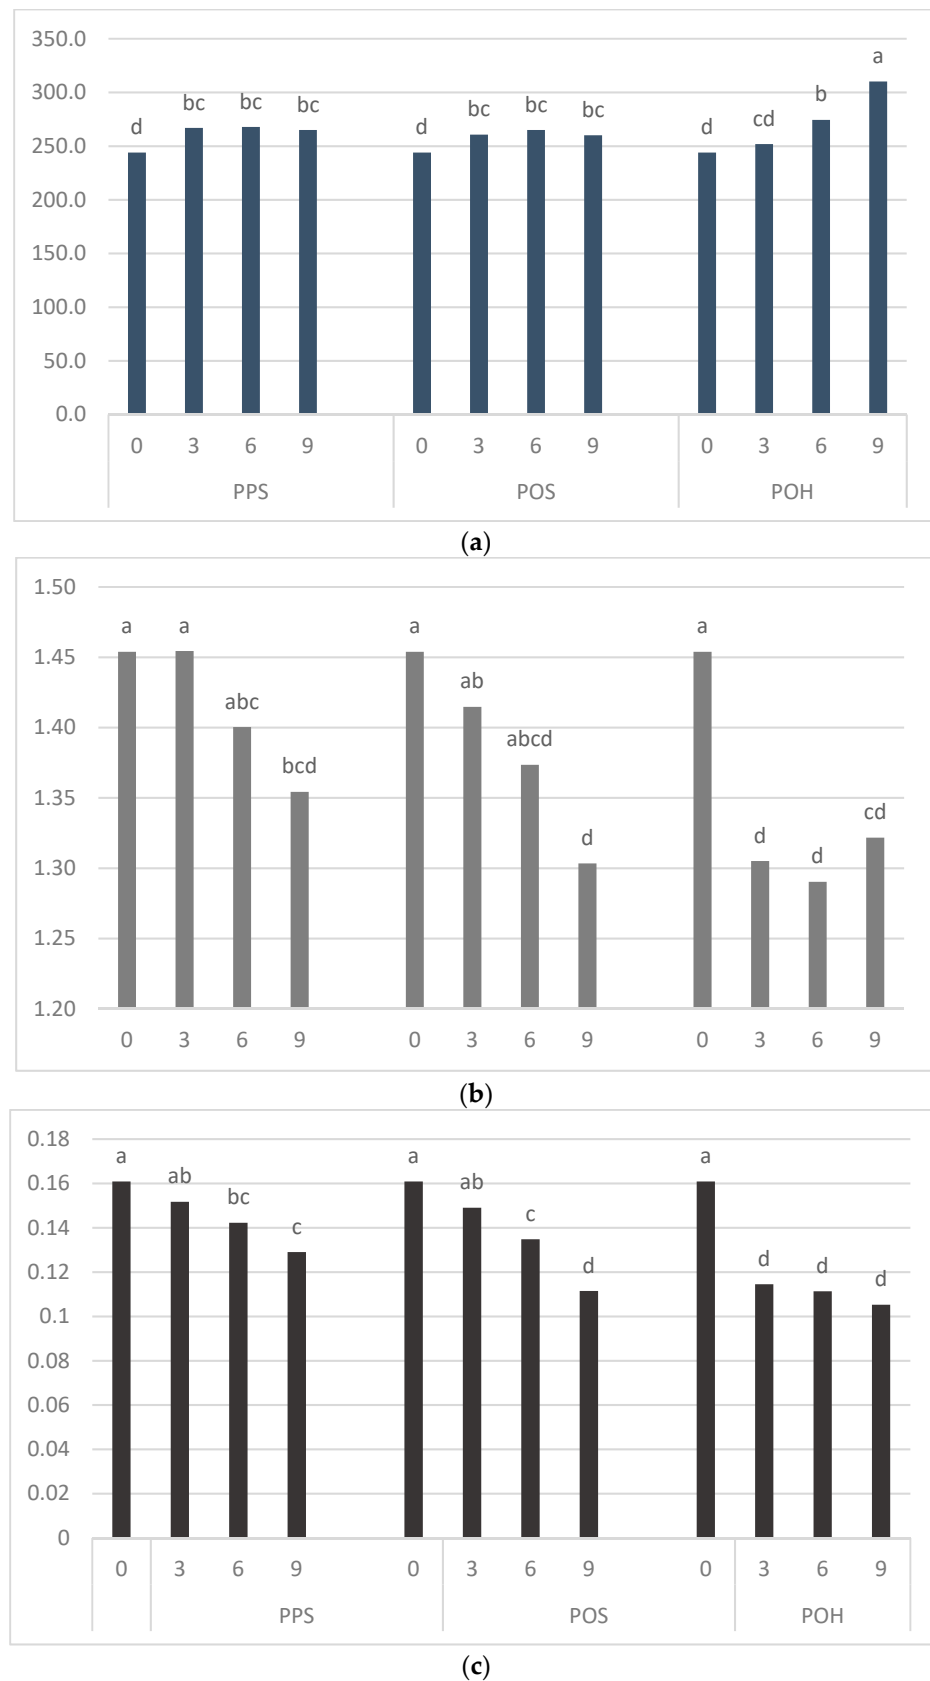 350.0
300.0
250.0
200.0
150.0
100.0
50.0
0.0
d bc bc bc d bc bc bc d cd b a
0 3 6 9 0 3 6 9 0 3 6 9
PPS POS POH
(a)
1.50
1.45
1.40
1.35
1.30
1.25
1.20
a a abc bcd a ab abcd d a d d cd
0 3 6 9 0 3 6 9 0 3 6 9
(b)
0.18
0.16
0.14
0.12
0.1
0.08
0.06
0.04
0.02
0
a ab bc c a ab c d a d d d
0 3 6 9 0 3 6 9 0 3 6 9
PPS POS POH
(c)